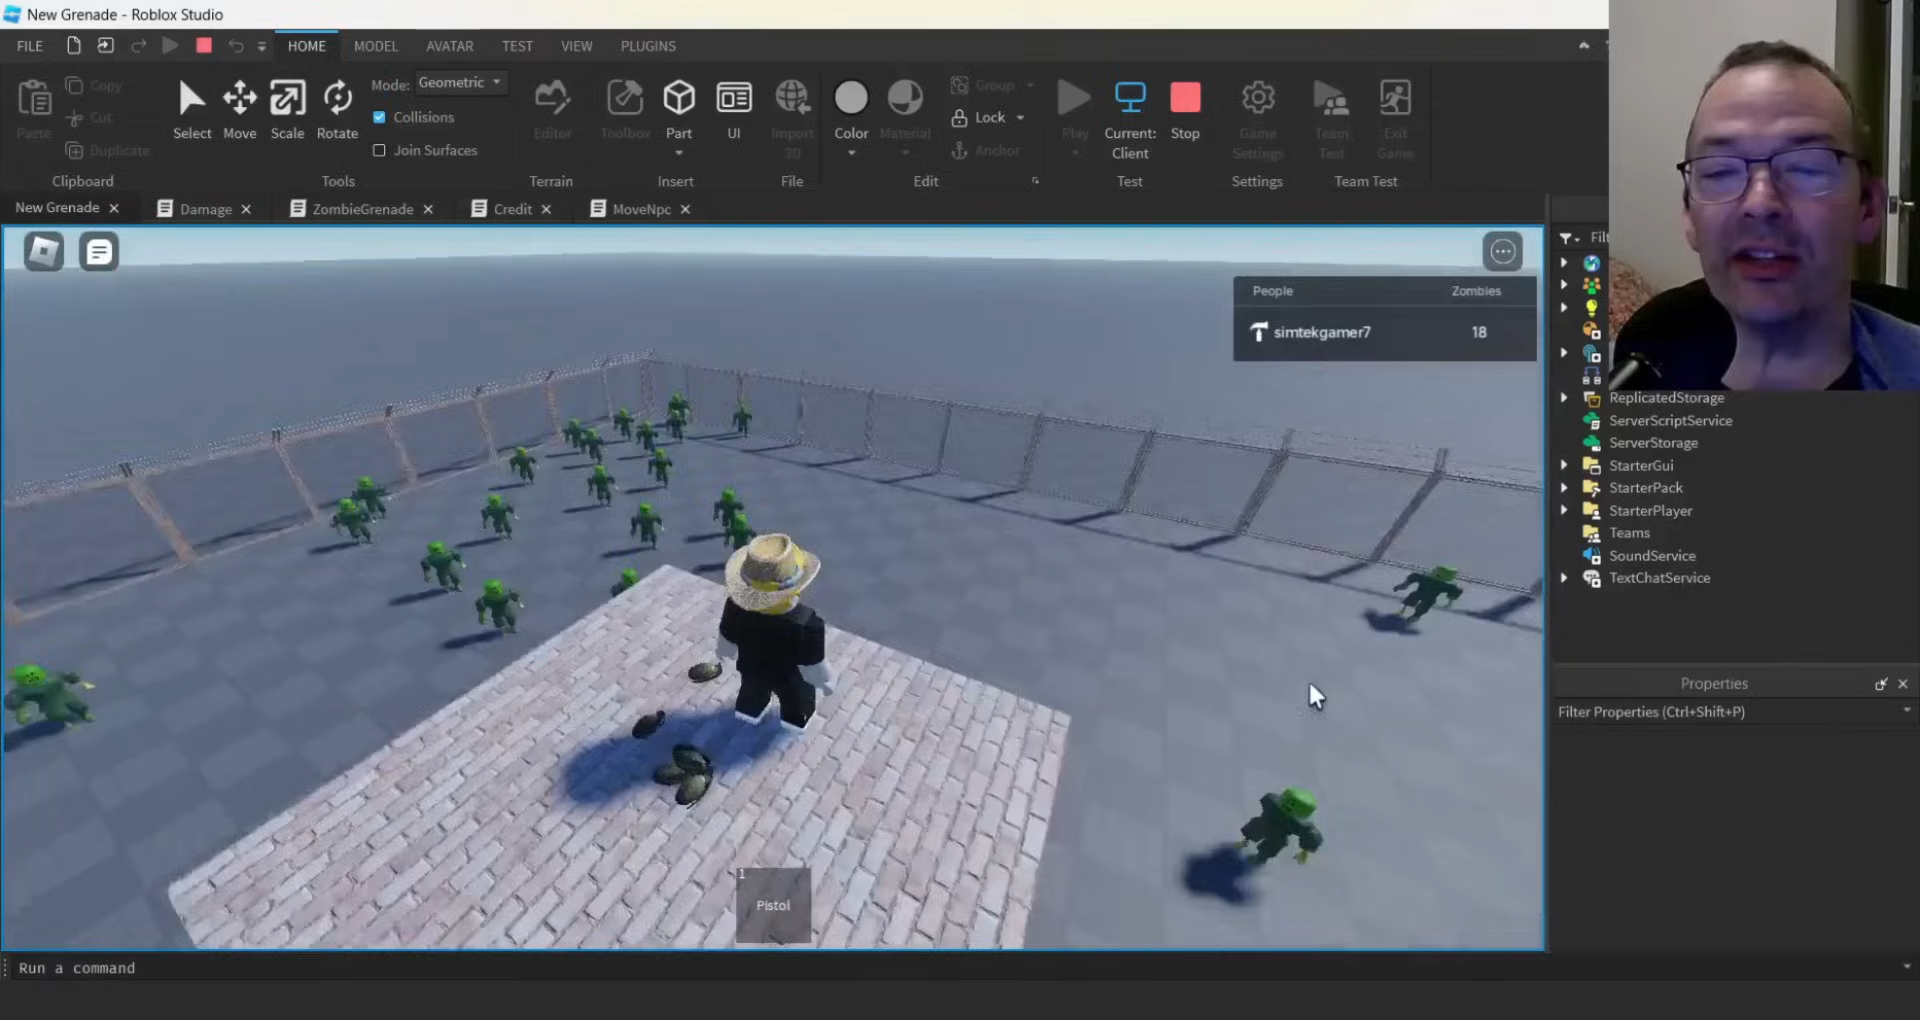 New Grenade - Roblox Studio
FILE HOME MODEL AVATAR TEST VIEW PLUGINS
Paste
Copy
Cut
Duplicate
Clipboard
Select
Move
Scale
Rotate
Mode: Geometric
Collisions
Join Surfaces
Tools
Editor
Terrain
Toolbox
Part
UI
Insert
Import
3D
File
Color
Material
Group
Lock
Anchor
Edit
Play
Current:
Client
Stop
Test
Game
Settings
Settings
Team
Test
Exit
Game
Team Test
New Grenade Damage ZombieGrenade Credit MoveNpc
People Zombies
simtekgamer7 18
1
Pistol
ReplicatedStorage
ServerScriptService
ServerStorage
StarterGui
StarterPack
StarterPlayer
Teams
SoundService
TextChatService
Properties
Filter Properties (Ctrl+Shift+P)
Run a command